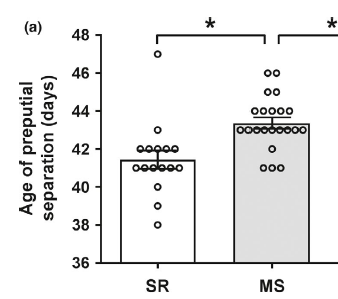 (a)
* *
Age of preputial
separation (days)
48
46
44
42
40
38
36
SR MS